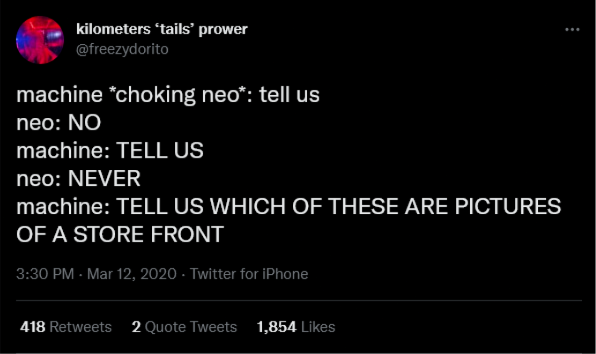 kilometers ‘tails’ prower
@freezydorito
machine *choking neo*: tell us
neo: NO
machine: TELL US
neo: NEVER
machine: TELL US WHICH OF THESE ARE PICTURES
OF A STORE FRONT
3:30 PM · Mar 12, 2020 · Twitter for iPhone
418 Retweets 2 Quote Tweets 1,854 Likes